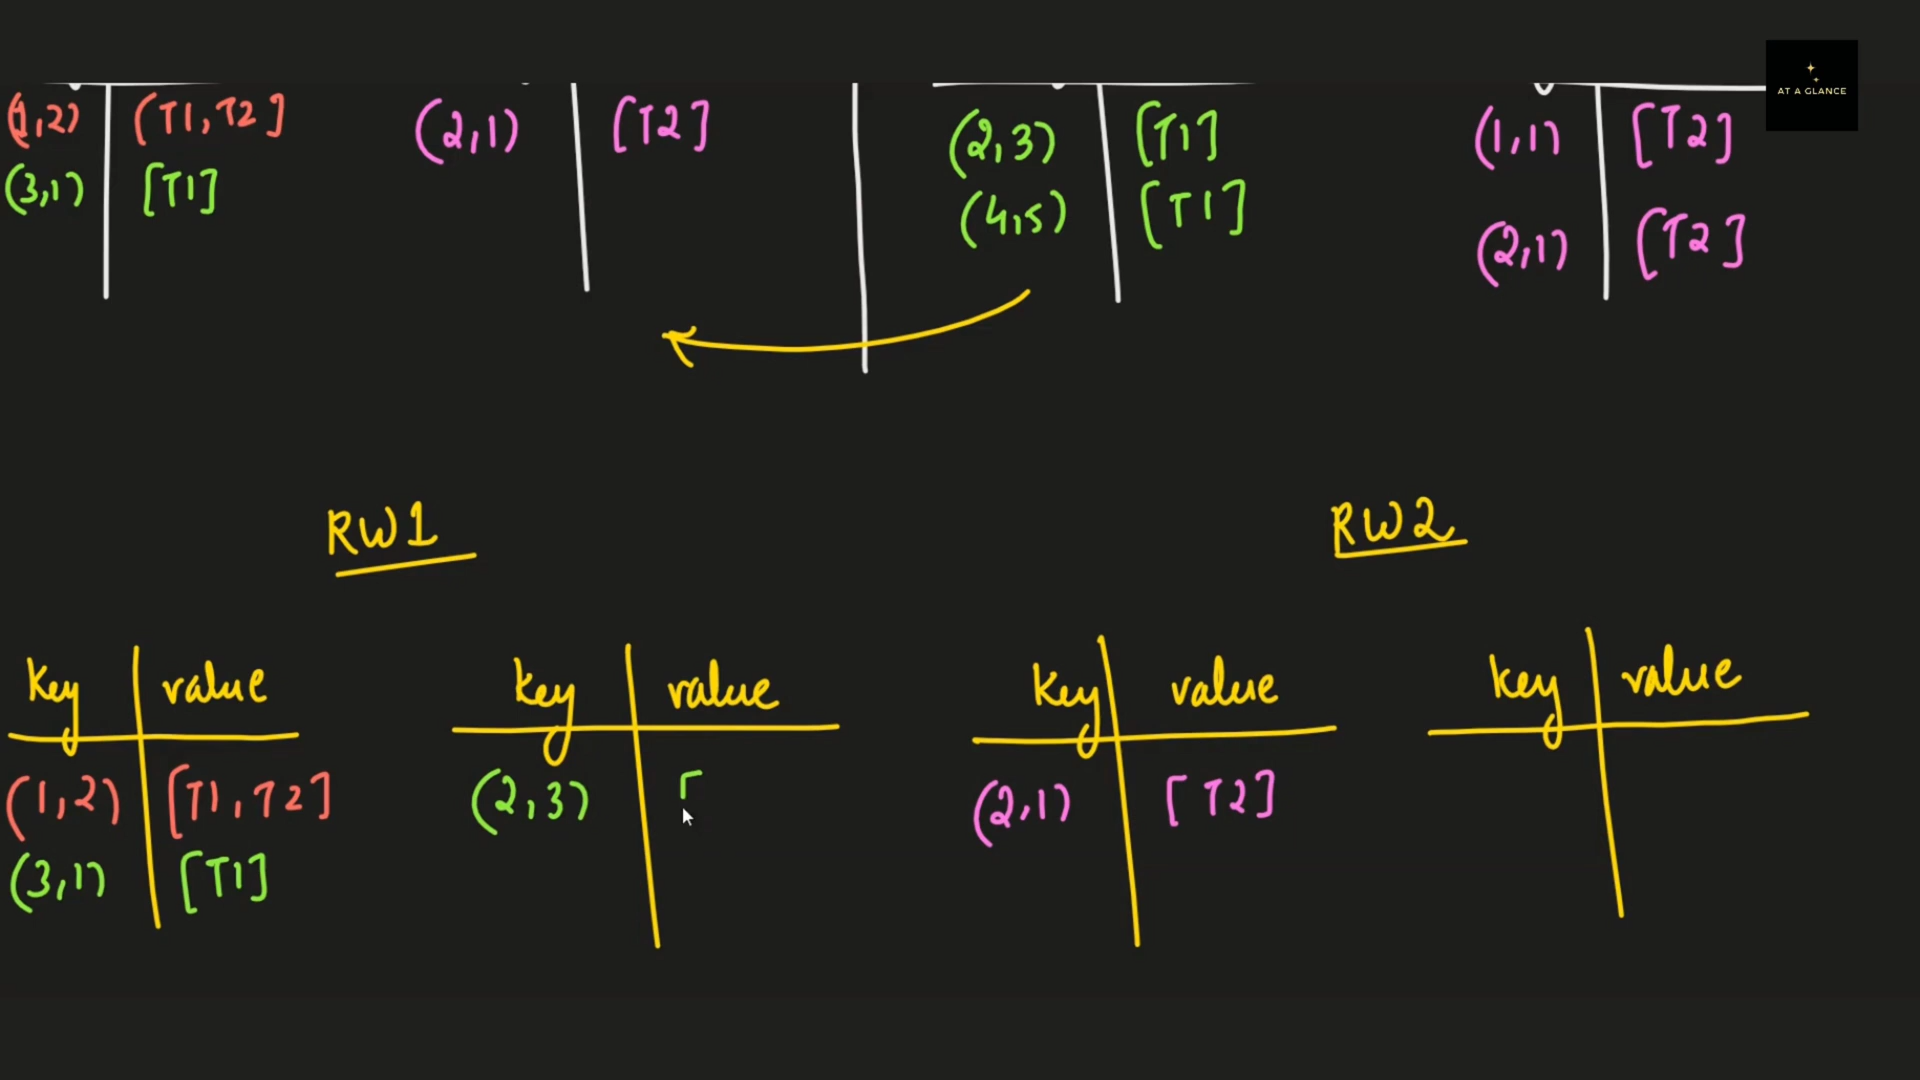 (1,2) [T1,T2]
(3,1) [T1]
(2,1) [T2]
(2,3) [T1]
(4,5) [T1]
(1,1) [T2]
(2,1) [T2]
AT A GLANCE
RW1
RW2
key value
(1,2) [T1,T2]
(3,1) [T1]
key value
(2,3) [
key value
(2,1) [T2]
key value